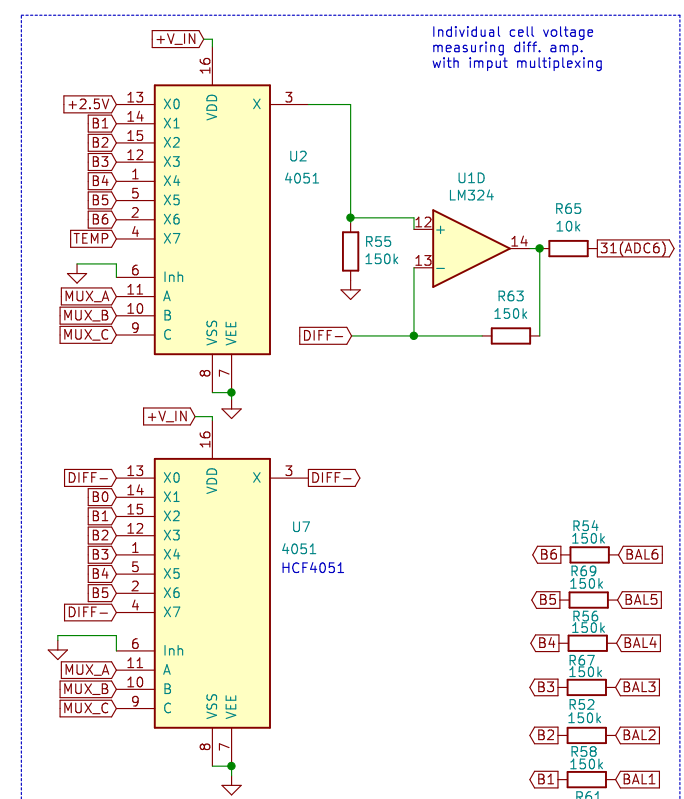 Individual cell voltage
measuring diff. amp.
with imput multiplexing
+V_IN
16
VDD
+2.5V 13 X0 X 3
B1 14 X1
B2 15 X2
B3 12 X3
B4 1 X4
B5 5 X5
B6 2 X6
TEMP 4 X7
6 Inh
MUX_A 11 A
MUX_B 10 B
MUX_C 9 C
VSS VEE
8 7
U2
4051
R55
150k
U1D
LM324
12 +
13 −
14
R65
10k
31(ADC6)
R63
150k
DIFF-
+V_IN
16
VDD
DIFF- 13 X0 X 3 DIFF-
B0 14 X1
B1 15 X2
B2 12 X3
B3 1 X4
B4 5 X5
B5 2 X6
DIFF- 4 X7
6 Inh
MUX_A 11 A
MUX_B 10 B
MUX_C 9 C
VSS VEE
8 7
U7
4051
HCF4051
R54
150k
B6 BAL6
R69
150k
B5 BAL5
R56
150k
B4 BAL4
R67
150k
B3 BAL3
R52
150k
B2 BAL2
R58
150k
B1 BAL1
R61